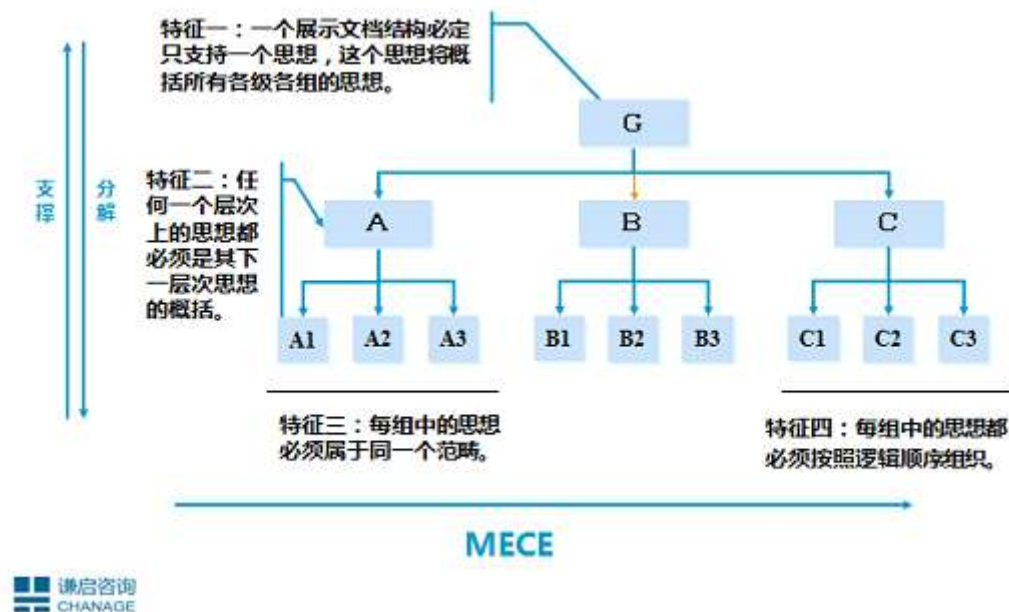 特征一：一个展示文档结构必定
只支持一个思想，这个思想将概
括所有各级各组的思想。
G
支撑
分解
特征二：任
何一个层次
上的思想都
必须是其下
一层次思想
的概括。
A
B
C
A1
A2
A3
B1
B2
B3
C1
C2
C3
特征三：每组中的思想
必须属于同一个范畴。
特征四：每组中的思想都
必须按照逻辑顺序组织。
MECE
谦启咨询
CHANAGE